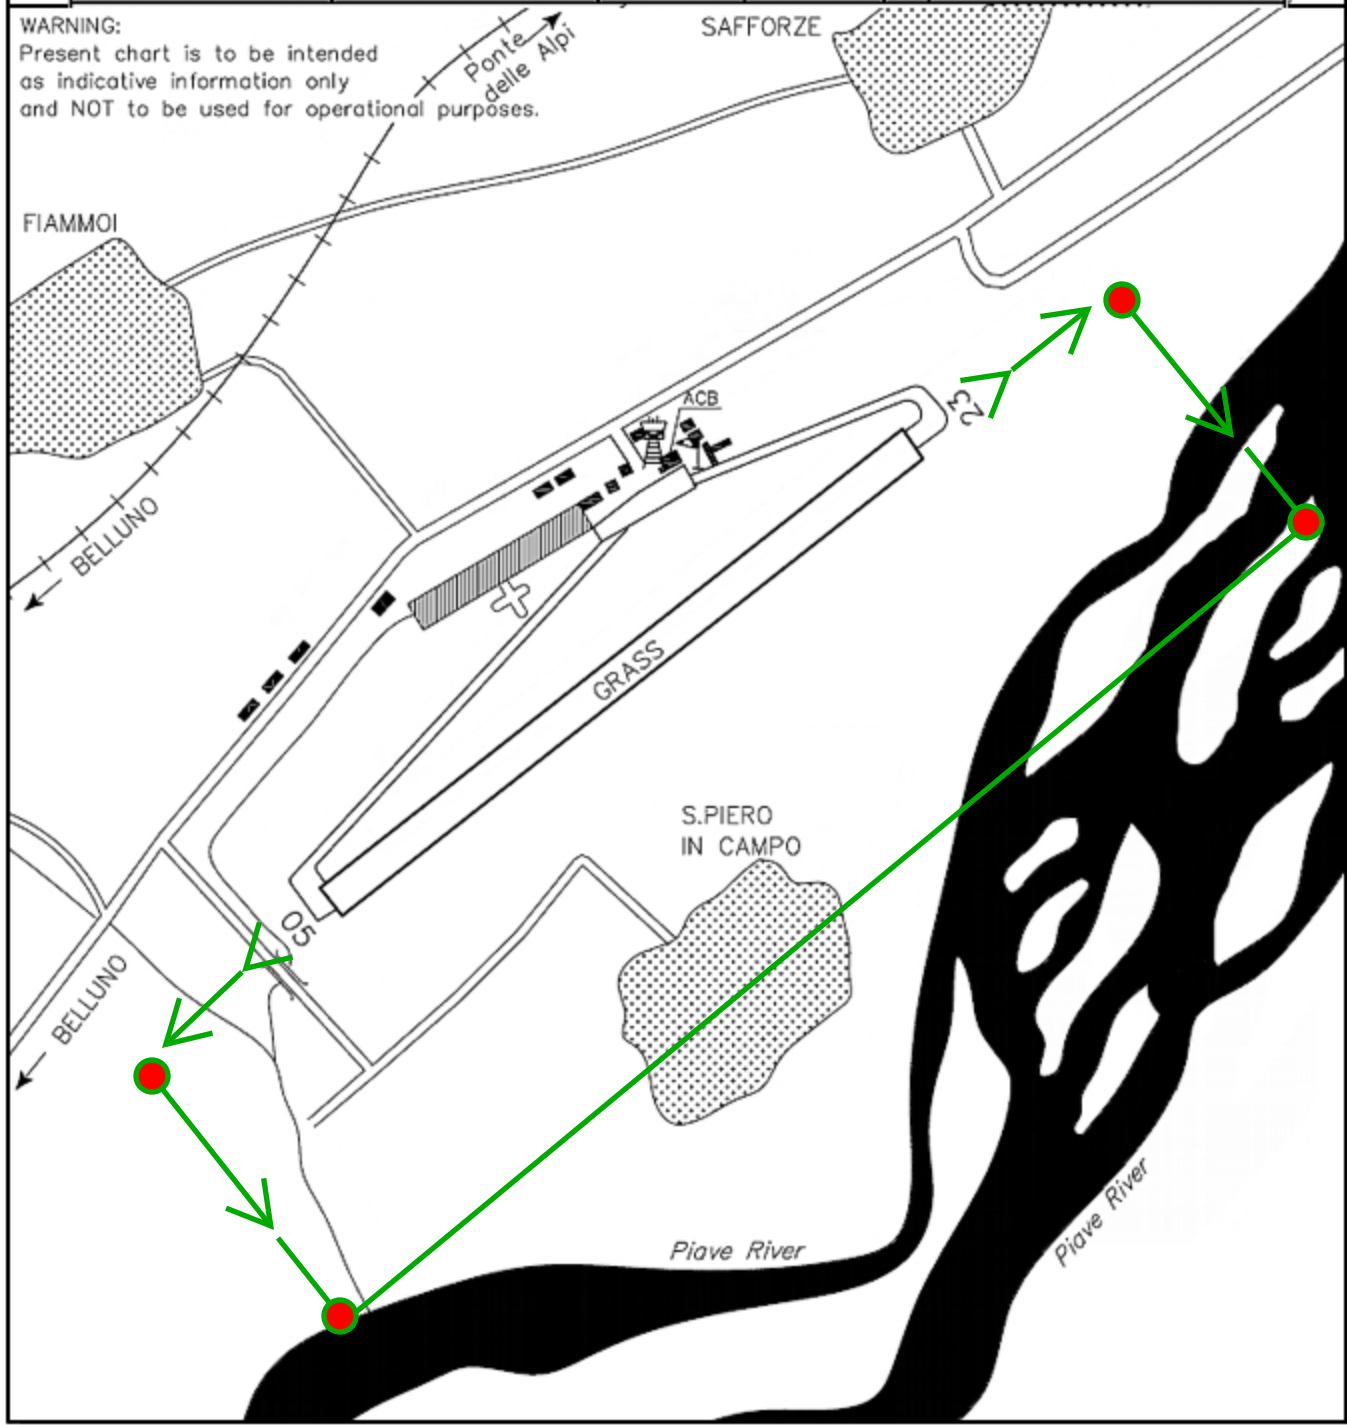 WARNING:
Present chart is to be intended
as indicative information only
and NOT to be used for operational purposes.
Ponte
delle Alpi
SAFFORZE
FIAMMOI
ACB
23
BELLUNO
GRASS
S.PIERO
IN CAMPO
05
BELLUNO
Piave River
Piave River